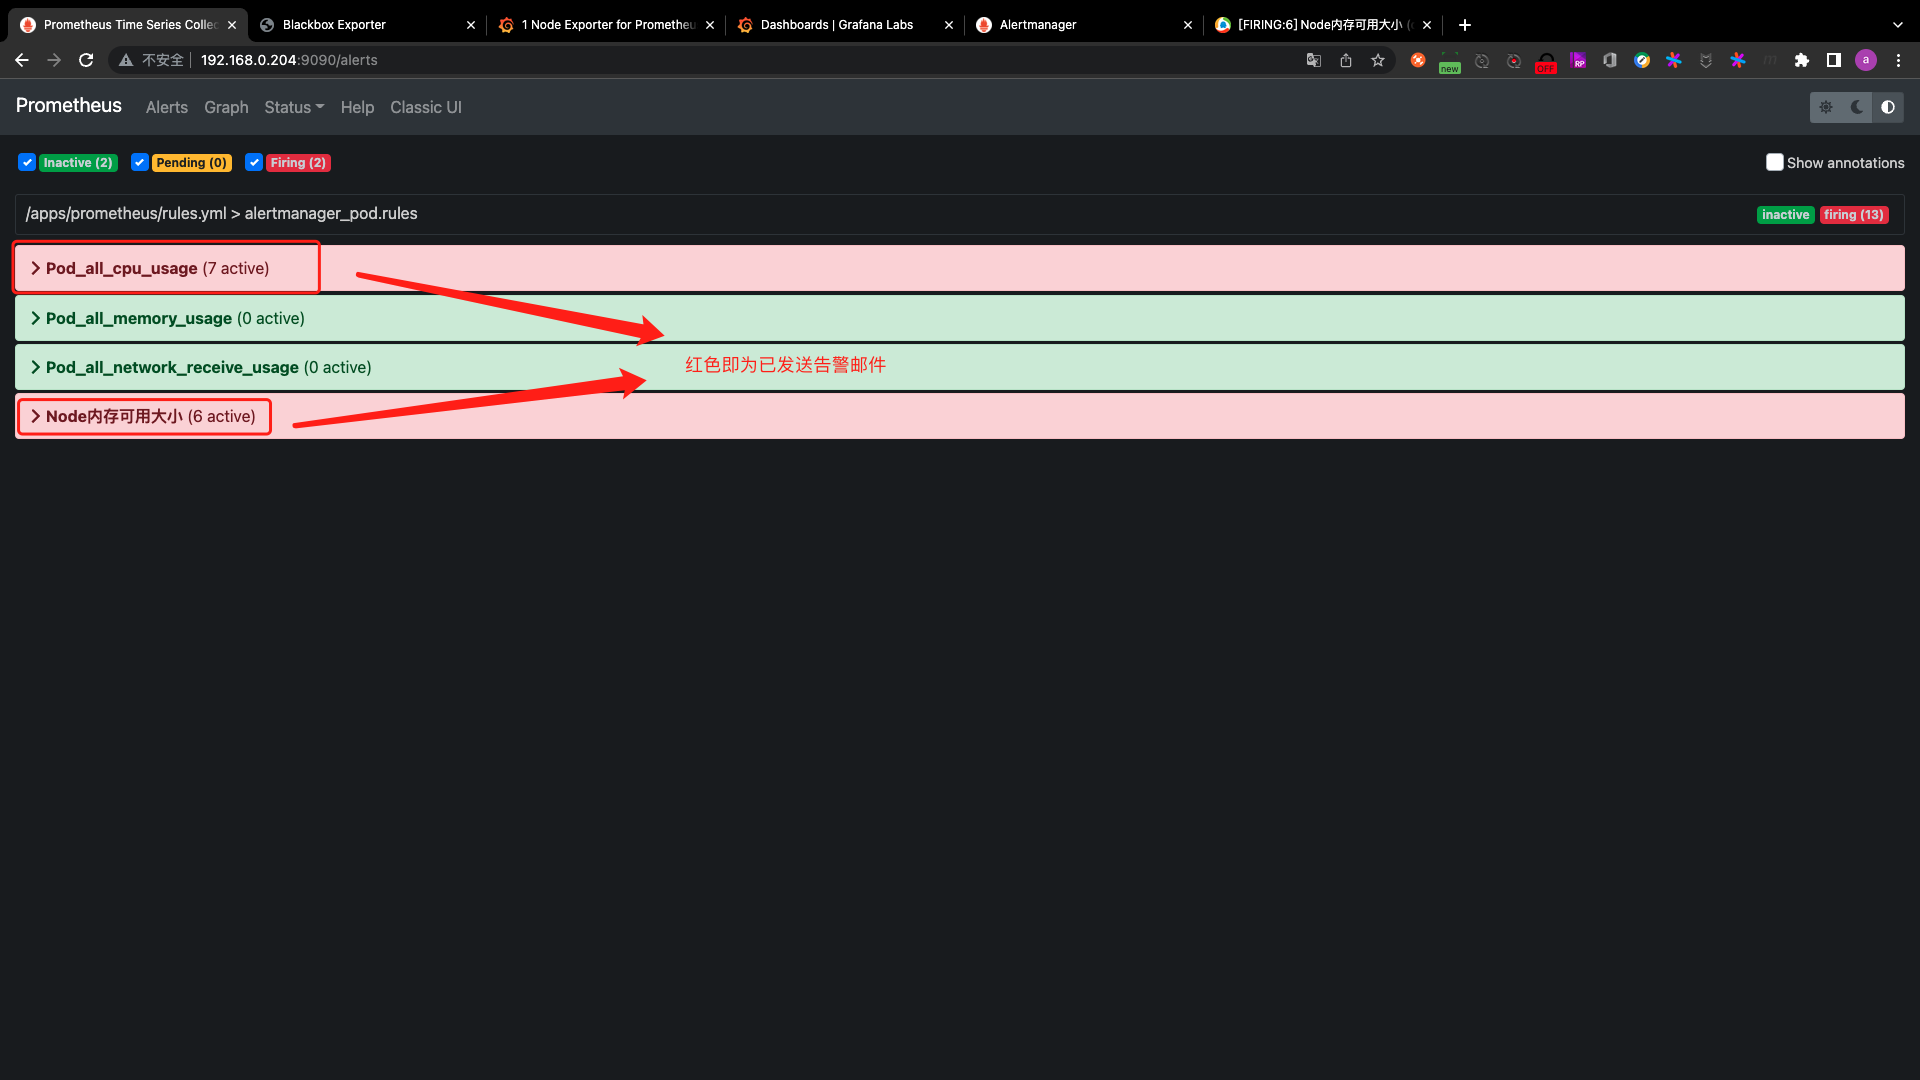 Prometheus Time Series Collec
Blackbox Exporter
1 Node Exporter for Prometheu
Dashboards | Grafana Labs
Alertmanager
[FIRING:6] Node内存可用大小
不安全
192.168.0.204:9090/alerts
new
OFF
RP
a
Prometheus
Alerts
Graph
Status
Help
Classic UI
Inactive (2)
Pending (0)
Firing (2)
Show annotations
/apps/prometheus/rules.yml > alertmanager_pod.rules
inactive
firing (13)
Pod_all_cpu_usage (7 active)
Pod_all_memory_usage (0 active)
Pod_all_network_receive_usage (0 active)
红色即为已发送告警邮件
Node内存可用大小 (6 active)